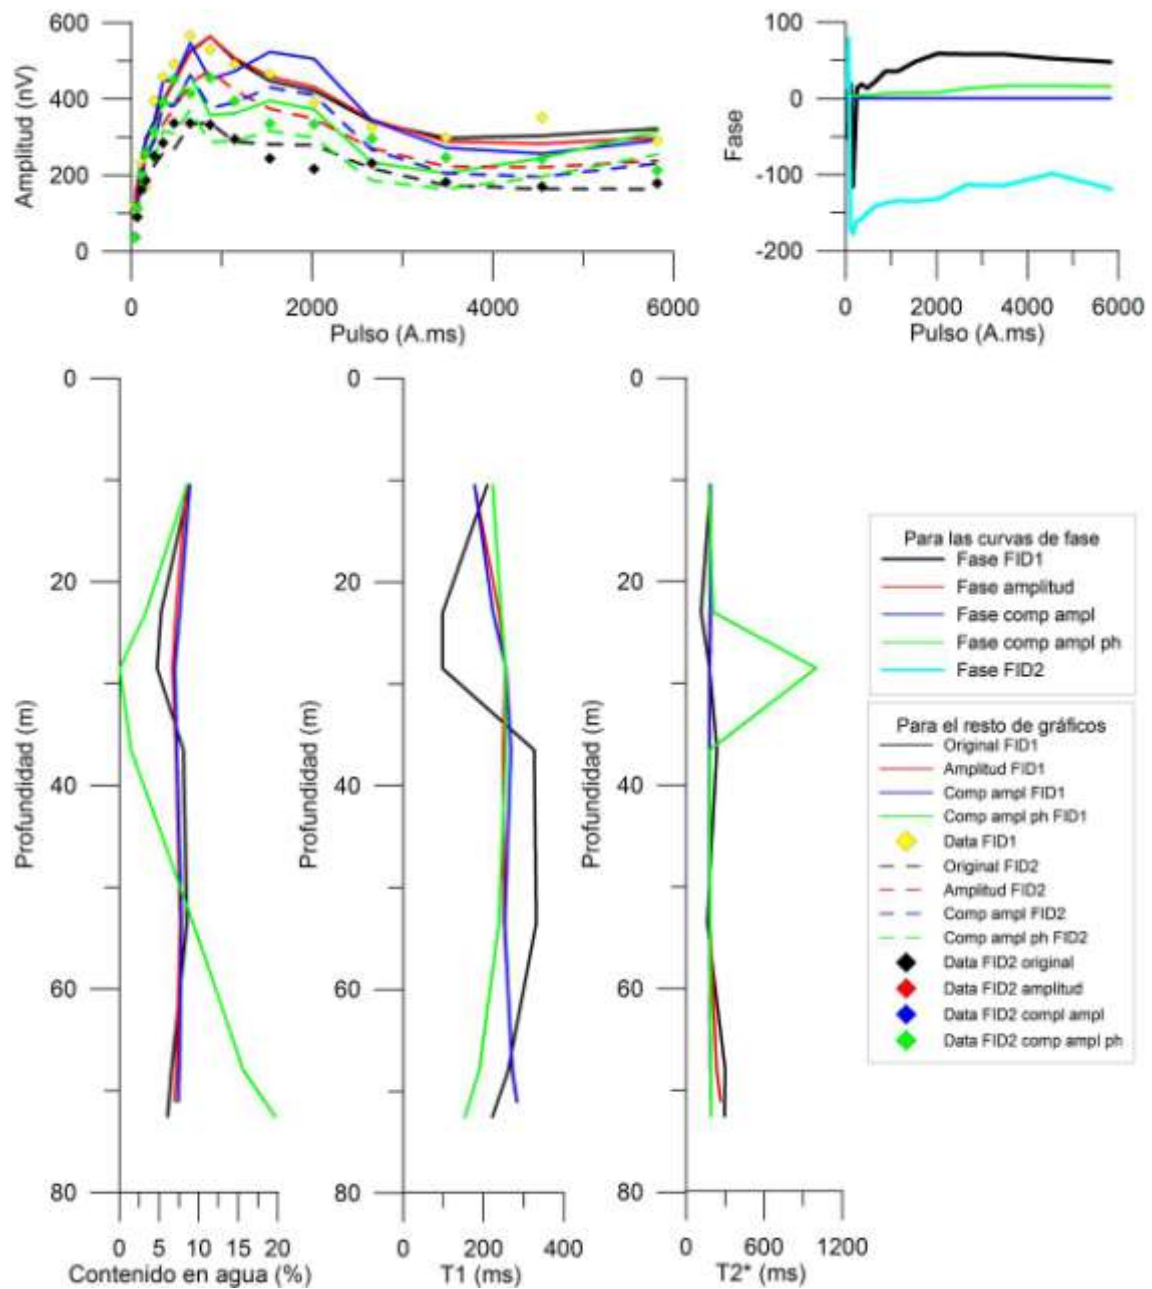 600
400
200
0
Amplitud (nV)
0
2000
4000
6000
Pulso (A.ms)
100
0
-100
-200
Fase
0
2000
4000
6000
Pulso (A.ms)
0
20
40
60
80
Profundidad (m)
0
5
10
15
20
Contenido en agua (%)
0
20
40
60
80
Profundidad (m)
0
200
400
T1 (ms)
0
20
40
60
80
Profundidad (m)
0
600
1200
T2* (ms)
Para las curvas de fase
Fase FID1
Fase amplitud
Fase comp ampl
Fase comp ampl ph
Fase FID2
Para el resto de gráficos
Original FID1
Amplitud FID1
Comp ampl FID1
Comp ampl ph FID1
Data FID1
Original FID2
Amplitud FID2
Comp ampl FID2
Comp ampl ph FID2
Data FID2 original
Data FID2 amplitud
Data FID2 compl ampl
Data FID2 comp ampl ph